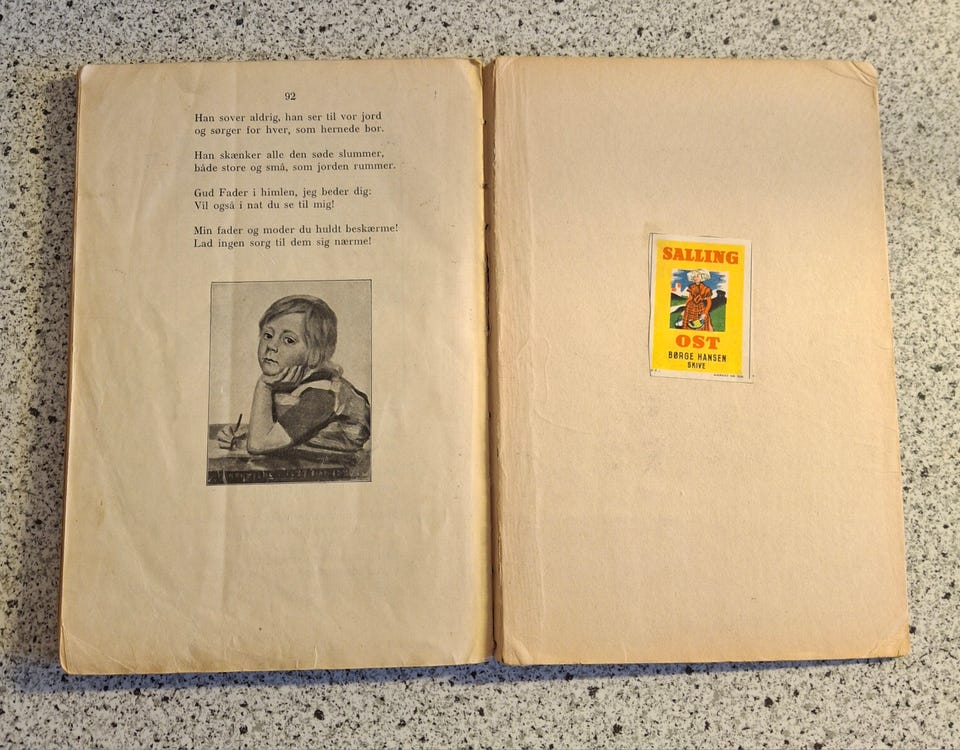 92
Han sover aldrig, han ser til vor jord
og sørger for hver, som hernede bor.
Han skænker alle den søde slummer,
både store og små, som jorden rummer.
Gud Fader i himlen, jeg beder dig:
Vil også i nat du se til mig!
Min fader og moder du huldt beskærme!
Lad ingen sorg til dem sig nærme!
SALLING
OST
BØRGE HANSEN
SKIVE